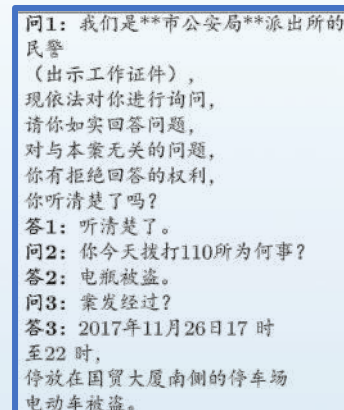 问1：我们是**市公安局**派出所的
民警
（出示工作证件），
现依法对你进行询问，
请你如实回答问题，
对与本案无关的问题，
你有拒绝回答的权利，
你听清楚了吗？
答1：听清楚了。
问2：你今天拨打110所为何事？
答2：电瓶被盗。
问3：案发经过？
答3：2017年11月26日17 时
至22 时，
停放在国贸大厦南侧的停车场
电动车被盗。